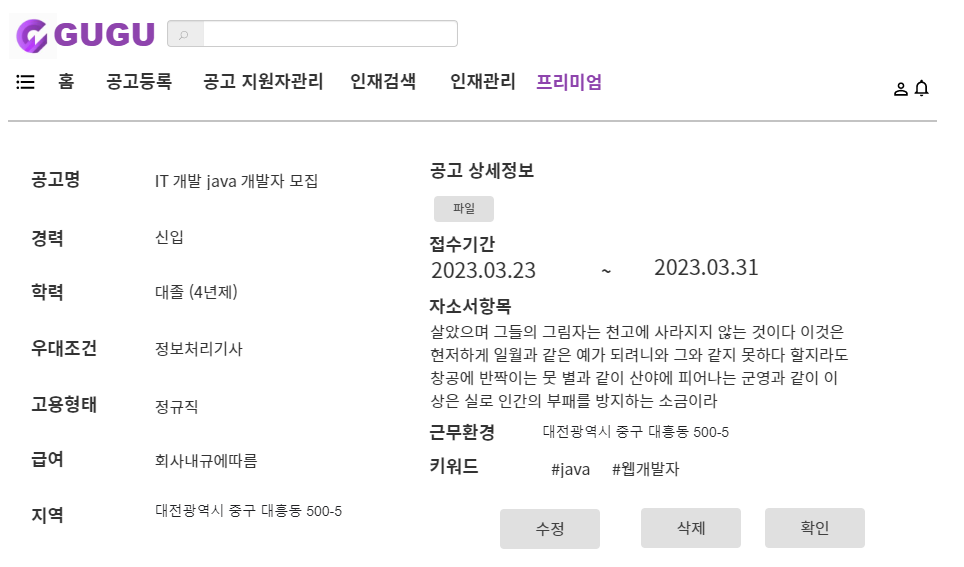 GUGU
홈 공고등록 공고 지원자관리 인재검색 인재관리 프리미엄
공고명 IT 개발 java 개발자 모집
경력 신입
학력 대졸 (4년제)
우대조건 정보처리기사
고용형태 정규직
급여 회사내규에따름
지역 대전광역시 중구 대흥동 500-5
공고 상세정보
파일
접수기간
2023.03.23 ~ 2023.03.31
자소서항목
살았으며 그들의 그림자는 천고에 사라지지 않는 것이다 이것은
현저하게 일월과 같은 예가 되려니와 그와 같지 못하다 할지라도
창공에 반짝이는 뭇 별과 같이 산야에 피어나는 군영과 같이 이
상은 실로 인간의 부패를 방지하는 소금이라
근무환경 대전광역시 중구 대흥동 500-5
키워드 #java #웹개발자
수정 삭제 확인